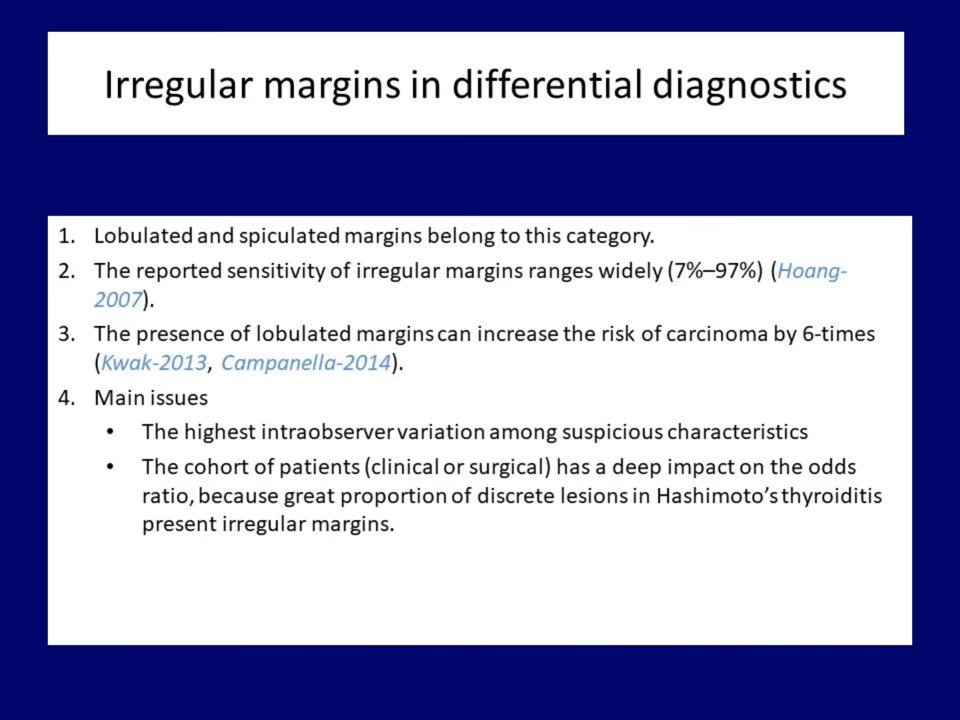 Irregular margins in differential diagnostics
1. Lobulated and spiculated margins belong to this category.
2. The reported sensitivity of irregular margins ranges widely (7%–97%) (Hoang-
2007).
3. The presence of lobulated margins can increase the risk of carcinoma by 6-times
(Kwak-2013, Campanella-2014).
4. Main issues
• The highest intraobserver variation among suspicious characteristics
• The cohort of patients (clinical or surgical) has a deep impact on the odds
ratio, because great proportion of discrete lesions in Hashimoto’s thyroiditis
present irregular margins.